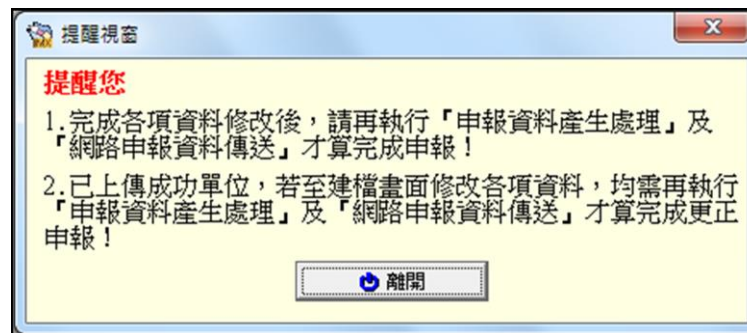 提醒視窗
提醒您
1.完成各項資料修改後，請再執行『申報資料產生處理』及
『網路申報資料傳送』才算完成申報！
2.已上傳成功單位，若至建檔畫面修改各項資料，均需再執行
『申報資料產生處理』及『網路申報資料傳送』才算完成更正
申報！
離開